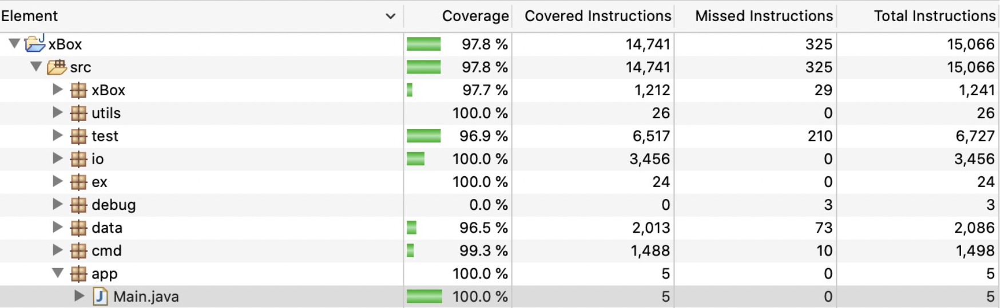 Element Coverage Covered Instructions Missed Instructions Total Instructions
xBox 97.8 % 14,741 325 15,066
src 97.8 % 14,741 325 15,066
xBox 97.7 % 1,212 29 1,241
utils 100.0 % 26 0 26
test 96.9 % 6,517 210 6,727
io 100.0 % 3,456 0 3,456
ex 100.0 % 24 0 24
debug 0.0 % 0 3 3
data 96.5 % 2,013 73 2,086
cmd 99.3 % 1,488 10 1,498
app 100.0 % 5 0 5
Main.java 100.0 % 5 0 5